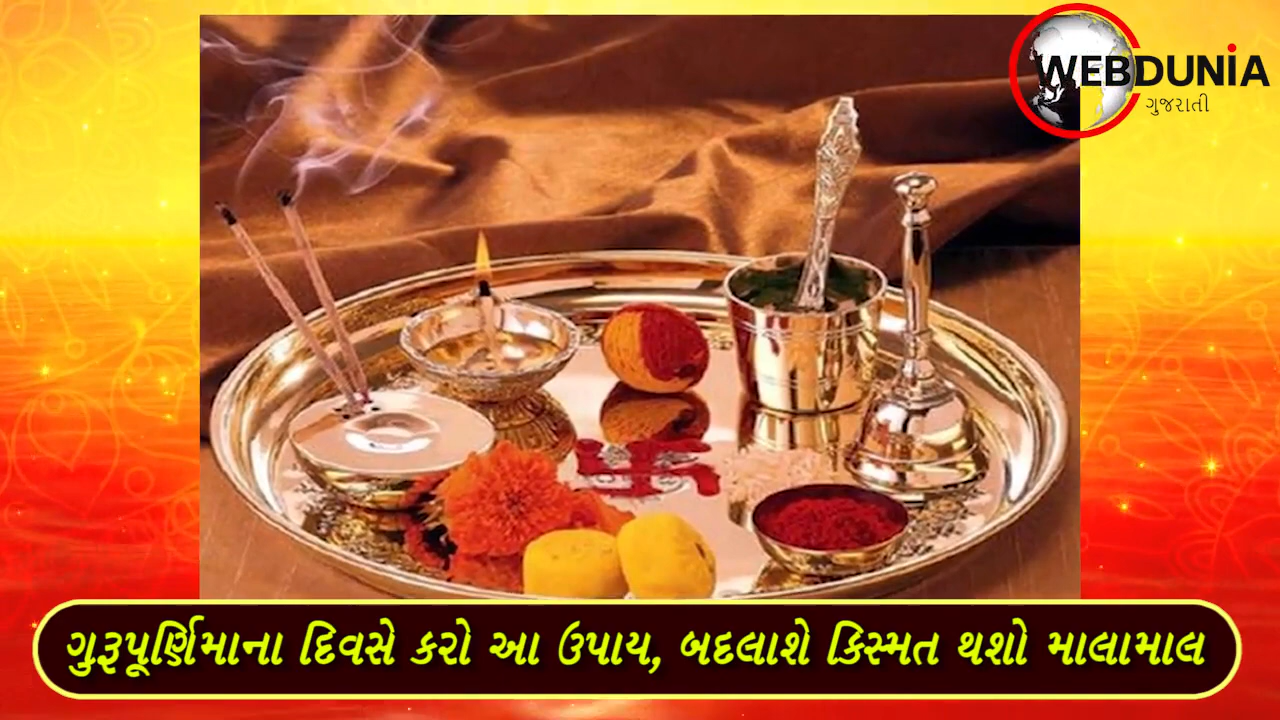 WEBDUNIA
ગુજરાતી
ગુરૂપૂર્ણિમાના દિવસે કરો આ ઉપાય, બદલાશે કિસ્મત થશો માલામાલ